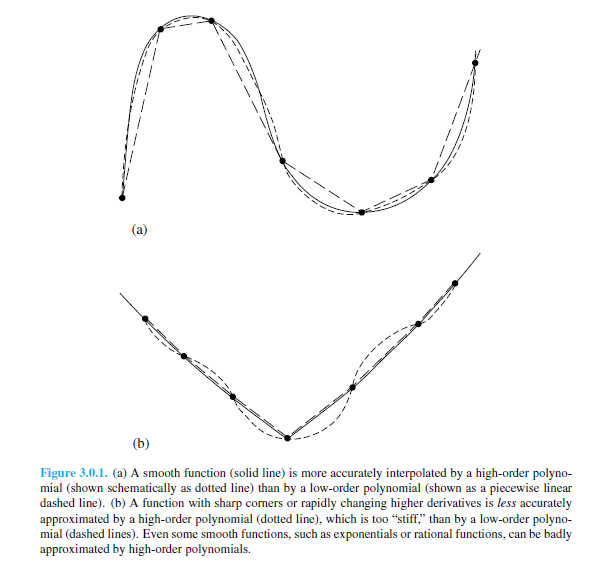 (a)
(b)
Figure 3.0.1. (a) A smooth function (solid line) is more accurately interpolated by a high-order polyno-
mial (shown schematically as dotted line) than by a low-order polynomial (shown as a piecewise linear
dashed line). (b) A function with sharp corners or rapidly changing higher derivatives is less accurately
approximated by a high-order polynomial (dotted line), which is too “stiff,” than by a low-order polyno-
mial (dashed lines). Even some smooth functions, such as exponentials or rational functions, can be badly
approximated by high-order polynomials.